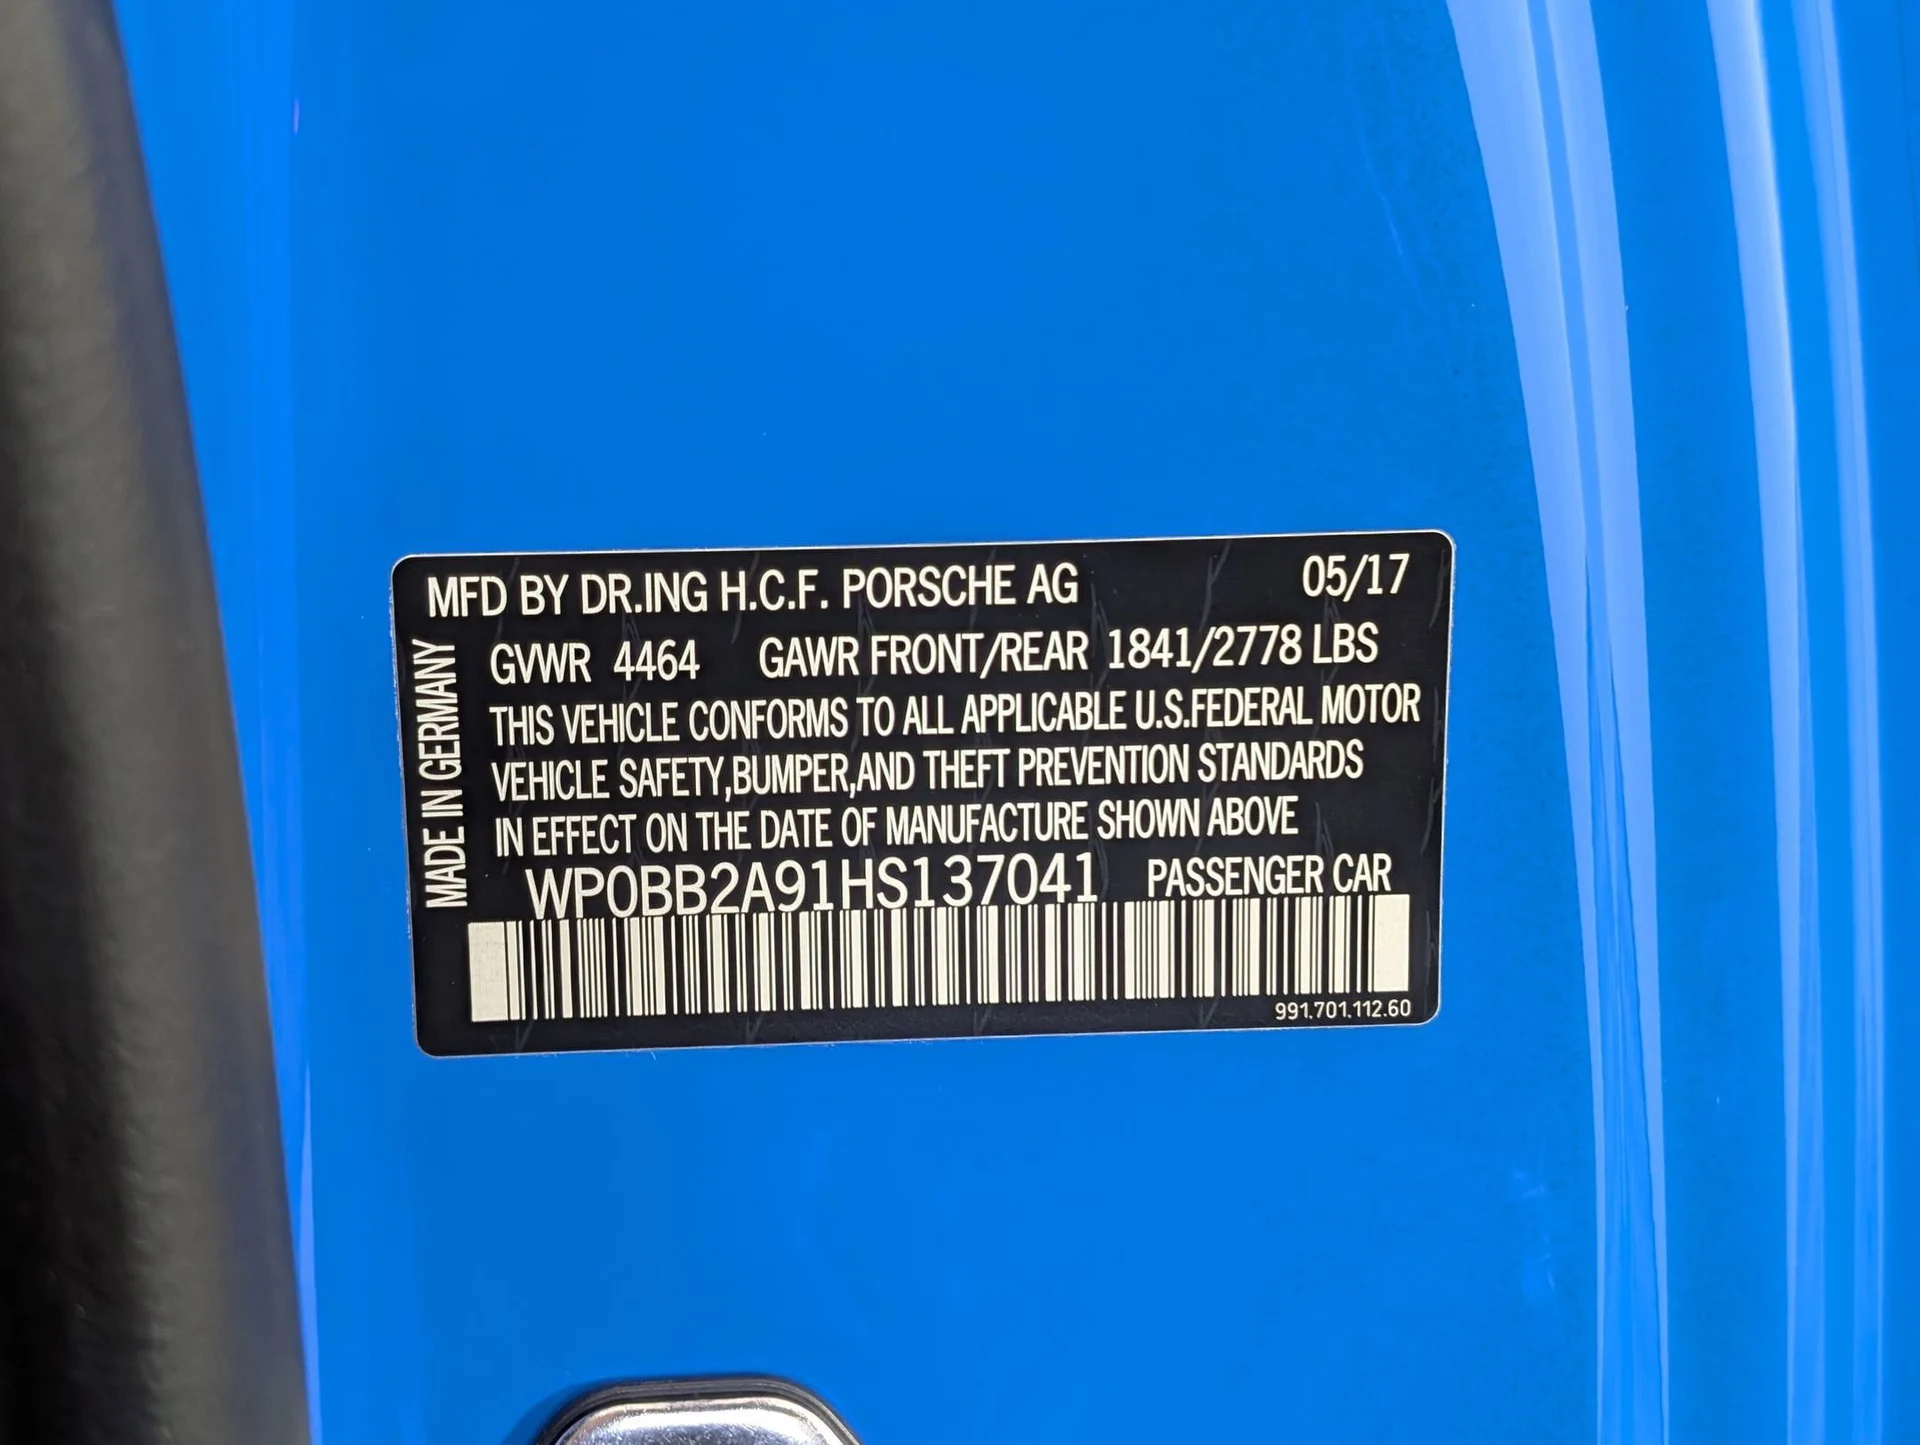 MFD BY DR.ING H.C.F. PORSCHE AG 05/17
GVWR 4464 GAWR FRONT/REAR 1841/2778 LBS
THIS VEHICLE CONFORMS TO ALL APPLICABLE U.S.FEDERAL MOTOR
VEHICLE SAFETY,BUMPER,AND THEFT PREVENTION STANDARDS
IN EFFECT ON THE DATE OF MANUFACTURE SHOWN ABOVE
WP0BB2A91HS137041 PASSENGER CAR
991.701.112.60
MADE IN GERMANY